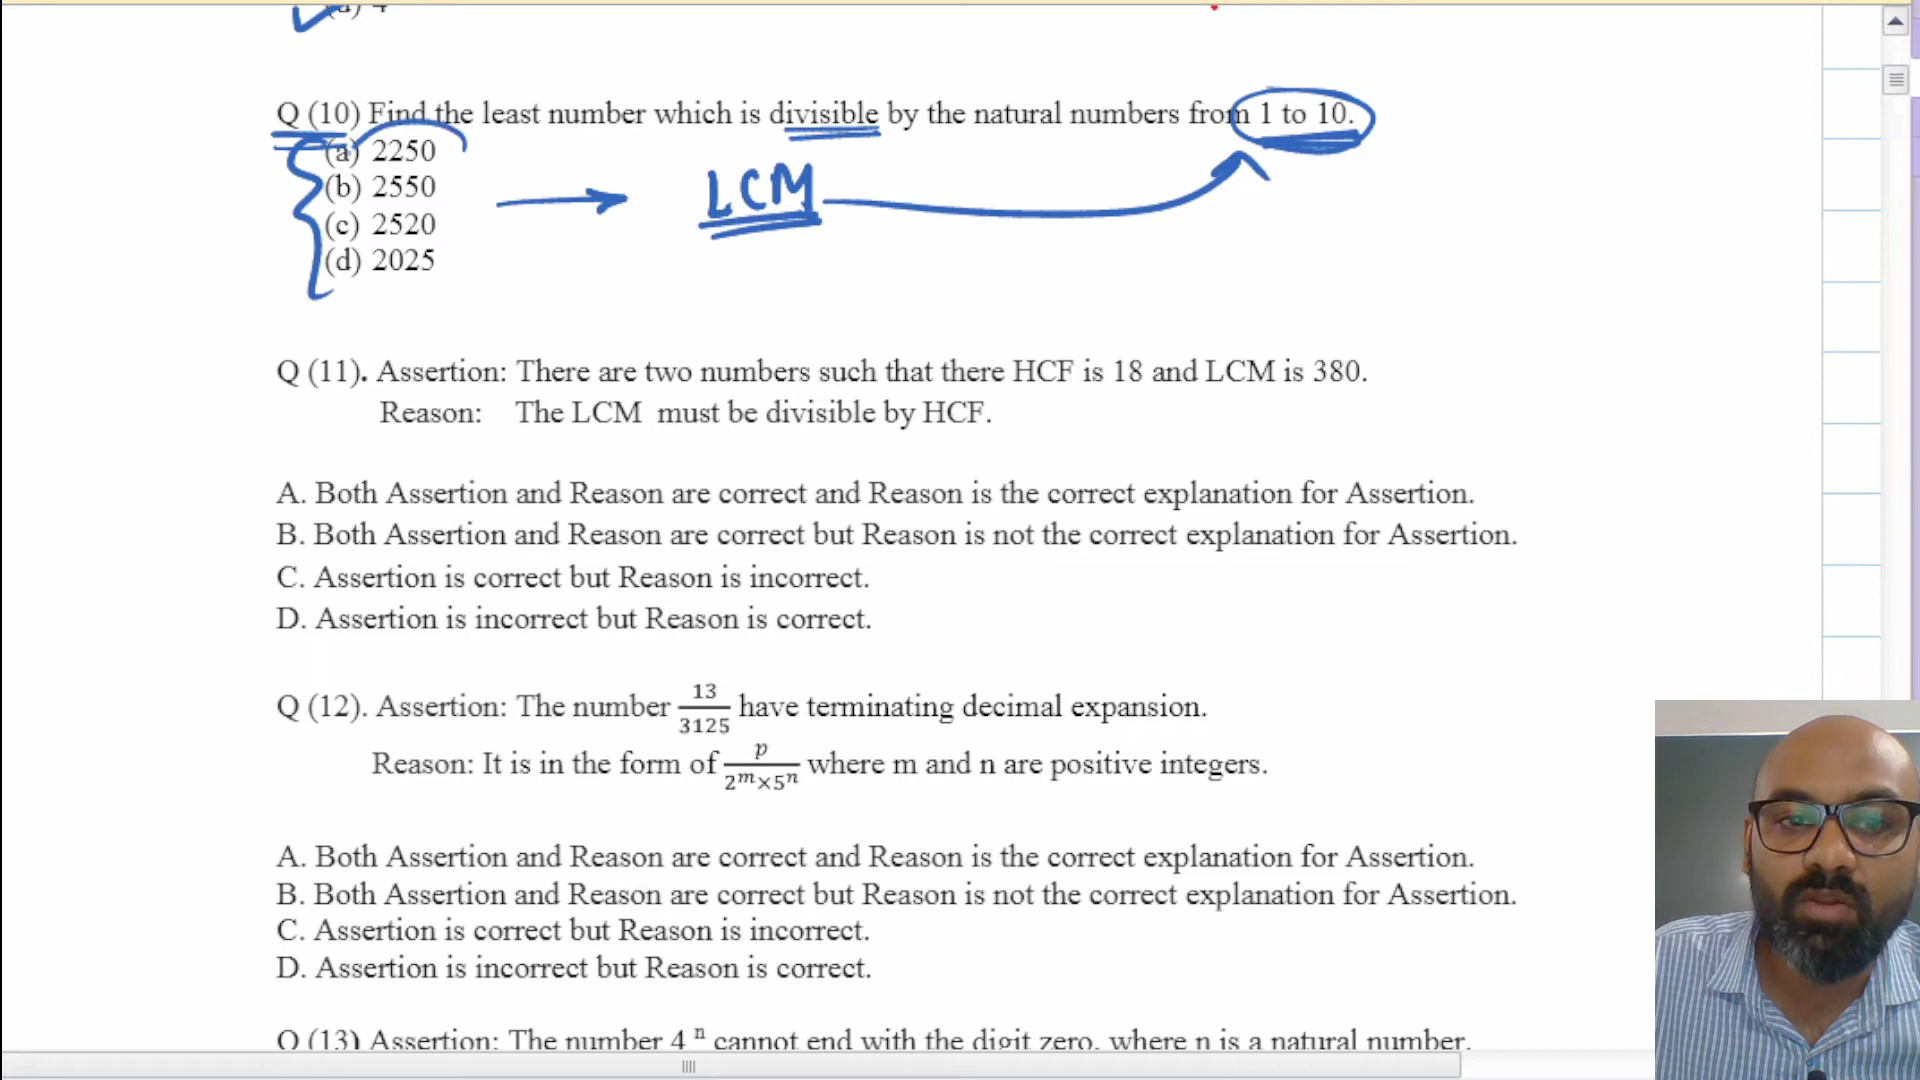 4
Q (10) Find the least number which is divisible by the natural numbers from 1 to 10.
(a) 2250
(b) 2550
(c) 2520
(d) 2025
LCM
Q (11). Assertion: There are two numbers such that there HCF is 18 and LCM is 380.
Reason: The LCM must be divisible by HCF.
A. Both Assertion and Reason are correct and Reason is the correct explanation for Assertion.
B. Both Assertion and Reason are correct but Reason is not the correct explanation for Assertion.
C. Assertion is correct but Reason is incorrect.
D. Assertion is incorrect but Reason is correct.
Q (12). Assertion: The number 13/3125 have terminating decimal expansion.
Reason: It is in the form of p/2^m×5^n where m and n are positive integers.
A. Both Assertion and Reason are correct and Reason is the correct explanation for Assertion.
B. Both Assertion and Reason are correct but Reason is not the correct explanation for Assertion.
C. Assertion is correct but Reason is incorrect.
D. Assertion is incorrect but Reason is correct.
Q (13) Assertion: The number 4^n cannot end with the digit zero, where n is a natural number.